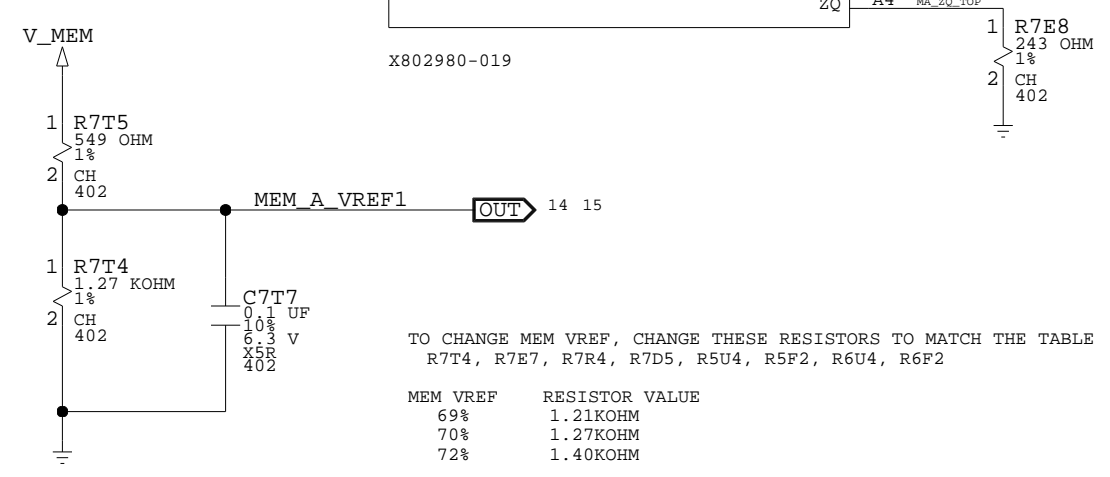 ZQ
A4 MA_ZQ_TOP
X802980-019
1 R7E8
243 OHM
1%
2 CH
402
V_MEM
1 R7T5
549 OHM
1%
2 CH
402
MEM_A_VREF1 OUT 14 15
1 R7T4
1.27 KOHM
1%
2 CH
402
C7T7
0.1 UF
10%
6.3 V
X5R
402
TO CHANGE MEM VREF, CHANGE THESE RESISTORS TO MATCH THE TABLE
R7T4, R7E7, R7R4, R7D5, R5U4, R5F2, R6U4, R6F2
MEM VREF RESISTOR VALUE
69% 1.21KOHM
70% 1.27KOHM
72% 1.40KOHM